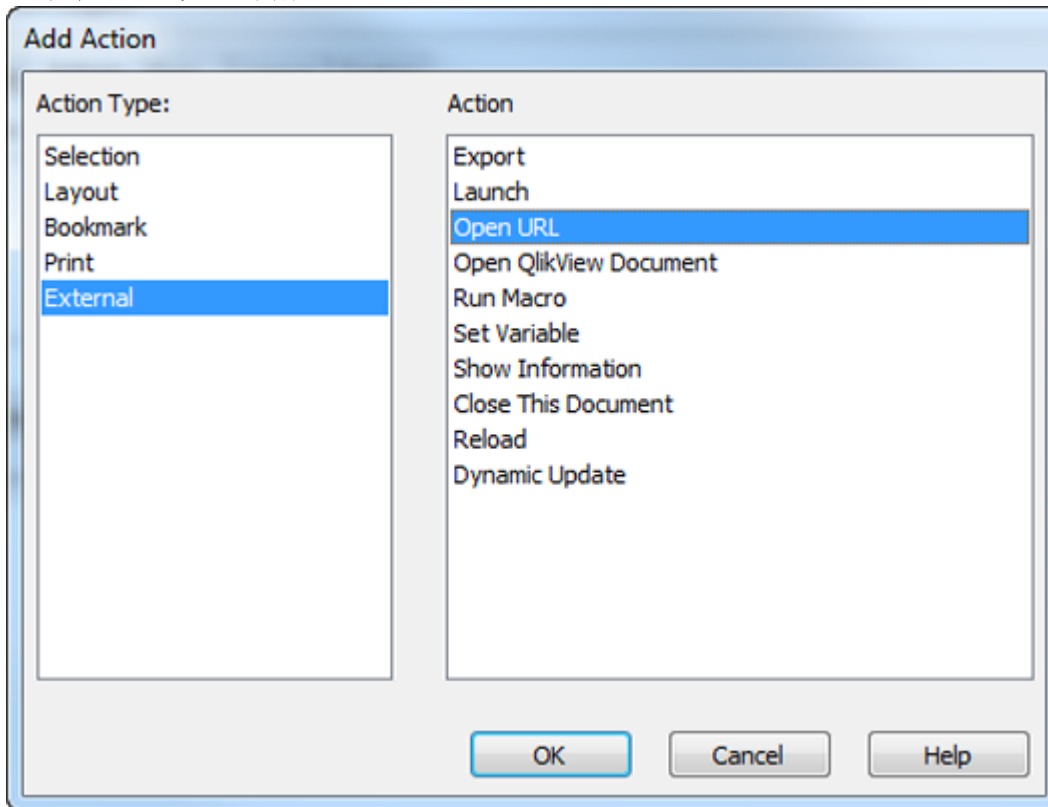 Add Action
Action Type:
Selection
Layout
Bookmark
Print
External
Action
Export
Launch
Open URL
Open QlikView Document
Run Macro
Set Variable
Show Information
Close This Document
Reload
Dynamic Update
OK
Cancel
Help